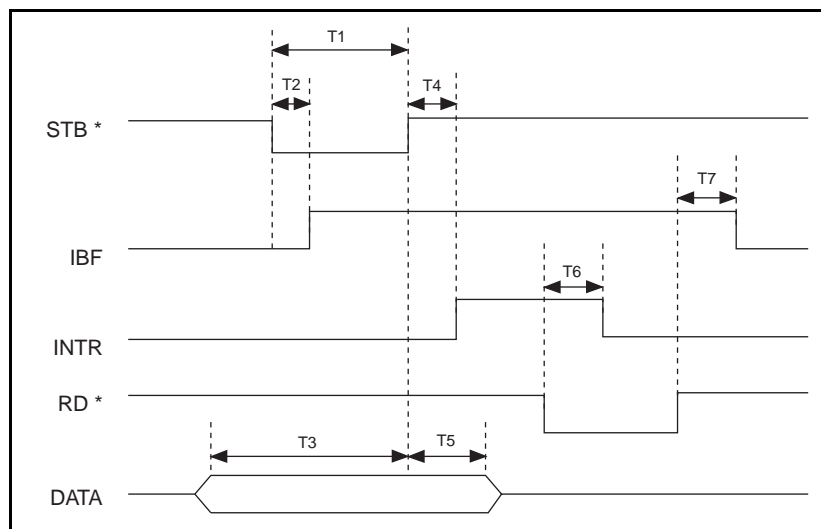 T1
T2
T4
STB *
T7
IBF
T6
INTR
RD *
T3
T5
DATA